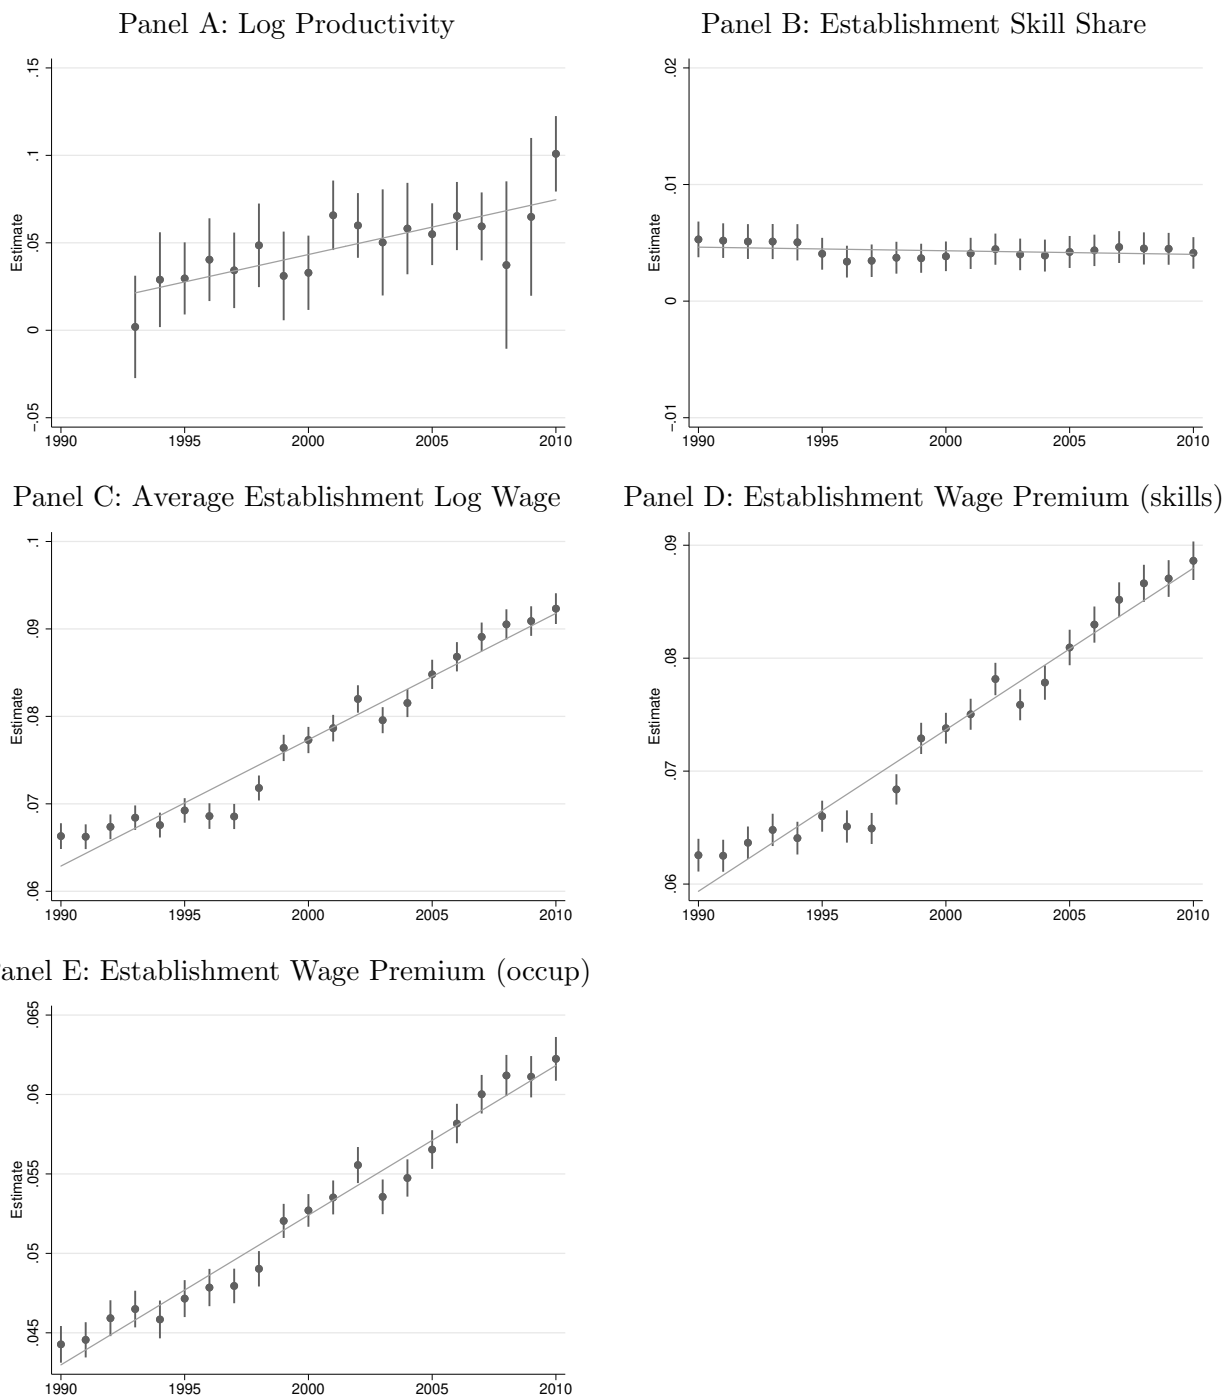 Panel A: Log Productivity
.15
.1
.05
0
-.05
Estimate
1990 1995 2000 2005 2010
Panel B: Establishment Skill Share
.02
.01
0
-.01
Estimate
1990 1995 2000 2005 2010
Panel C: Average Establishment Log Wage
.1
.09
.08
.07
.06
Estimate
1990 1995 2000 2005 2010
Panel D: Establishment Wage Premium (skills)
.09
.08
.07
.06
Estimate
1990 1995 2000 2005 2010
anel E: Establishment Wage Premium (occup)
.065
.06
.055
.05
.045
Estimate
1990 1995 2000 2005 2010